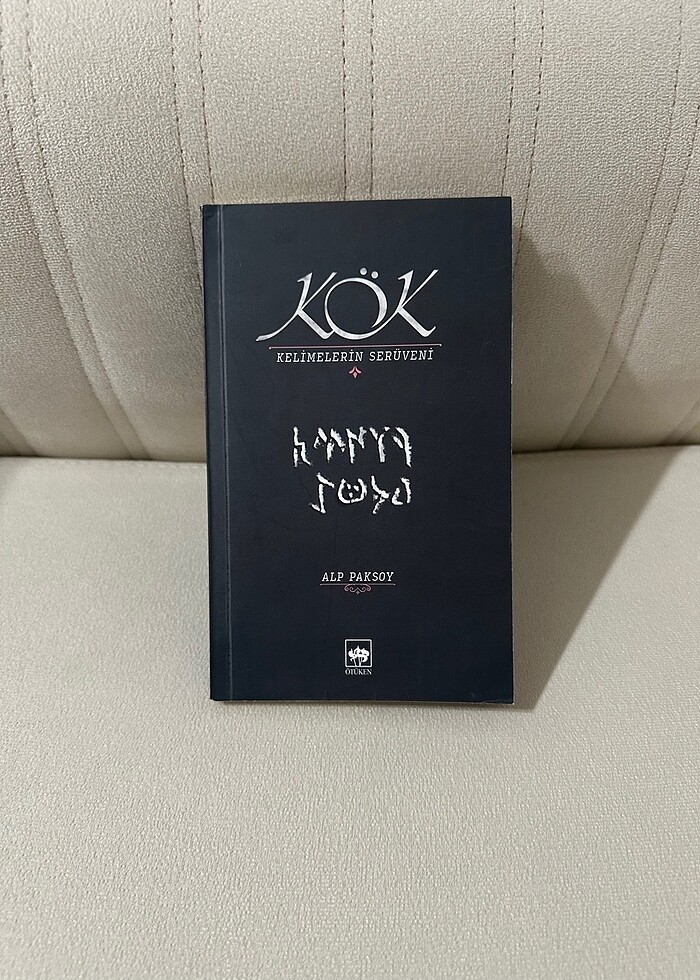 KÖK
KELİMELERİN SERÜVENİ
ALP PAKSOY
ÖTÜKEN